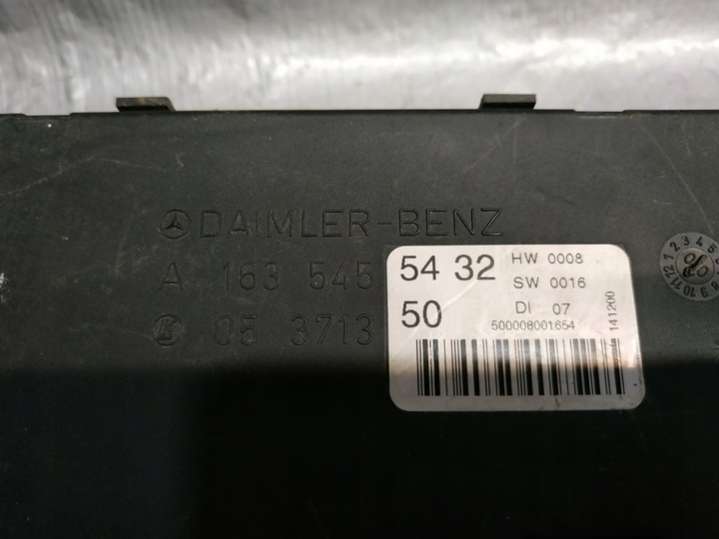 DAIMLER-BENZ
A 163 545 54 32
05 3713 50
HW 0008
SW 0016
DI 07
500008001654
141200